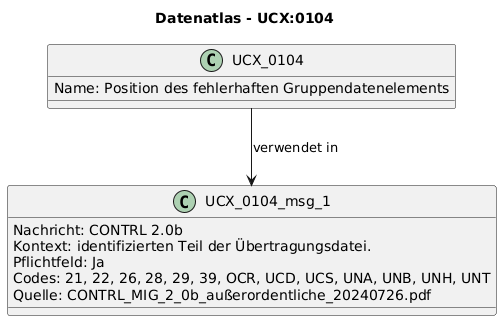 Datenatlas - UCX:0104
C UCX_0104
Name: Position des fehlerhaften Gruppendatenelements
verwendet in
C UCX_0104_msg_1
Nachricht: CONTRL 2.0b
Kontext: identifizierten Teil der Übertragungsdatei.
Pflichtfeld: Ja
Codes: 21, 22, 26, 28, 29, 39, OCR, UCD, UCS, UNA, UNB, UNH, UNT
Quelle: CONTRL_MIG_2_0b_außerordentliche_20240726.pdf